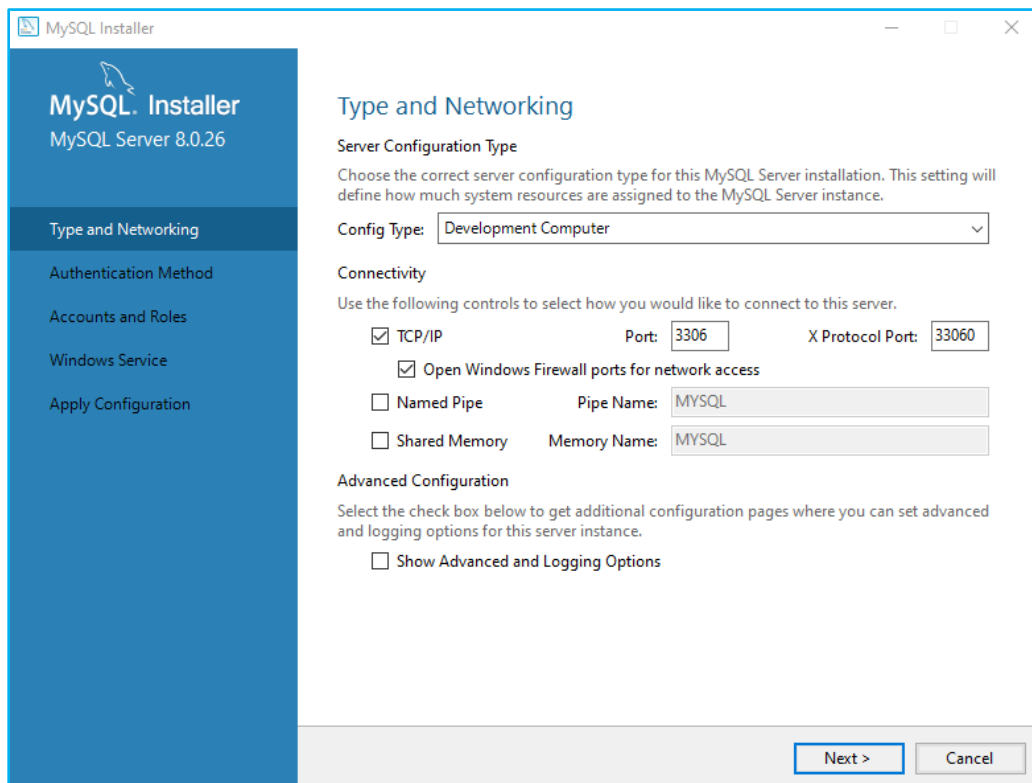 MySQL Installer
MySQL. Installer
MySQL Server 8.0.26
Type and Networking
Authentication Method
Accounts and Roles
Windows Service
Apply Configuration
Type and Networking
Server Configuration Type
Choose the correct server configuration type for this MySQL Server installation. This setting will
define how much system resources are assigned to the MySQL Server instance.
Config Type: Development Computer
Connectivity
Use the following controls to select how you would like to connect to this server.
TCP/IP Port: 3306 X Protocol Port: 33060
Open Windows Firewall ports for network access
Named Pipe Pipe Name: MYSQL
Shared Memory Memory Name: MYSQL
Advanced Configuration
Select the check box below to get additional configuration pages where you can set advanced
and logging options for this server instance.
Show Advanced and Logging Options
Next > Cancel